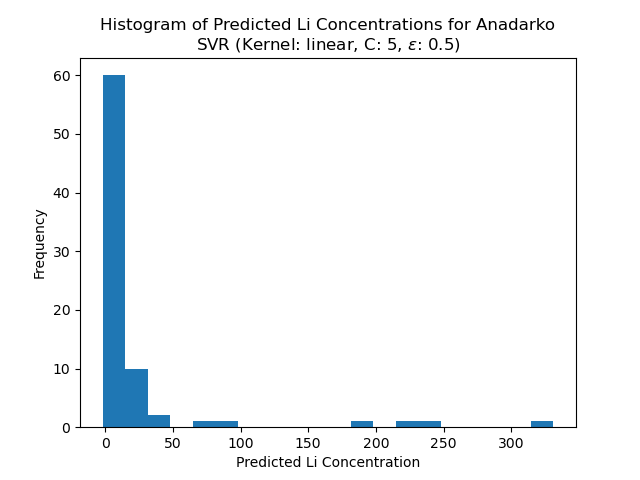 Histogram of Predicted Li Concentrations for Anadarko
SVR (Kernel: linear, C: 5, ε: 0.5)
60
50
40
30
20
10
0
Frequency
0 50 100 150 200 250 300
Predicted Li Concentration